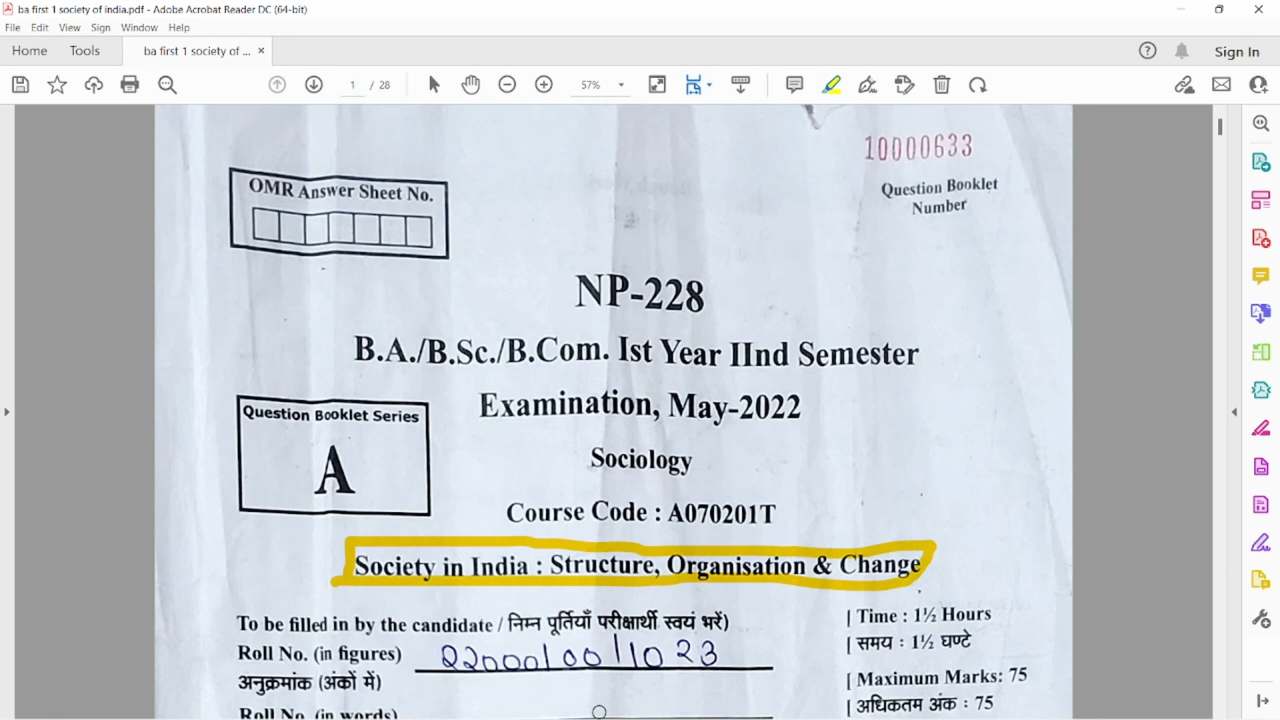 ba first 1 society of india.pdf - Adobe Acrobat Reader DC (64-bit)
File Edit View Sign Window Help
Home Tools ba first 1 society of ... × Sign In
1 / 28 57%
10000633
OMR Answer Sheet No.
Question Booklet
Number
NP-228
B.A./B.Sc./B.Com. Ist Year IInd Semester
Question Booklet Series
Examination, May-2022
A
Sociology
Course Code : A070201T
Society in India : Structure, Organisation & Change
To be filled in by the candidate / निम्न पूर्तियाँ परीक्षार्थी स्वयं भरें)
[ Time : 1½ Hours
Roll No. (in figures) 2200010011023
[ समय : 1½ घण्टे
अनुक्रमांक (अंकों में)
[ Maximum Marks: 75
[ अधिकतम अंक : 75
Roll No. (in words)